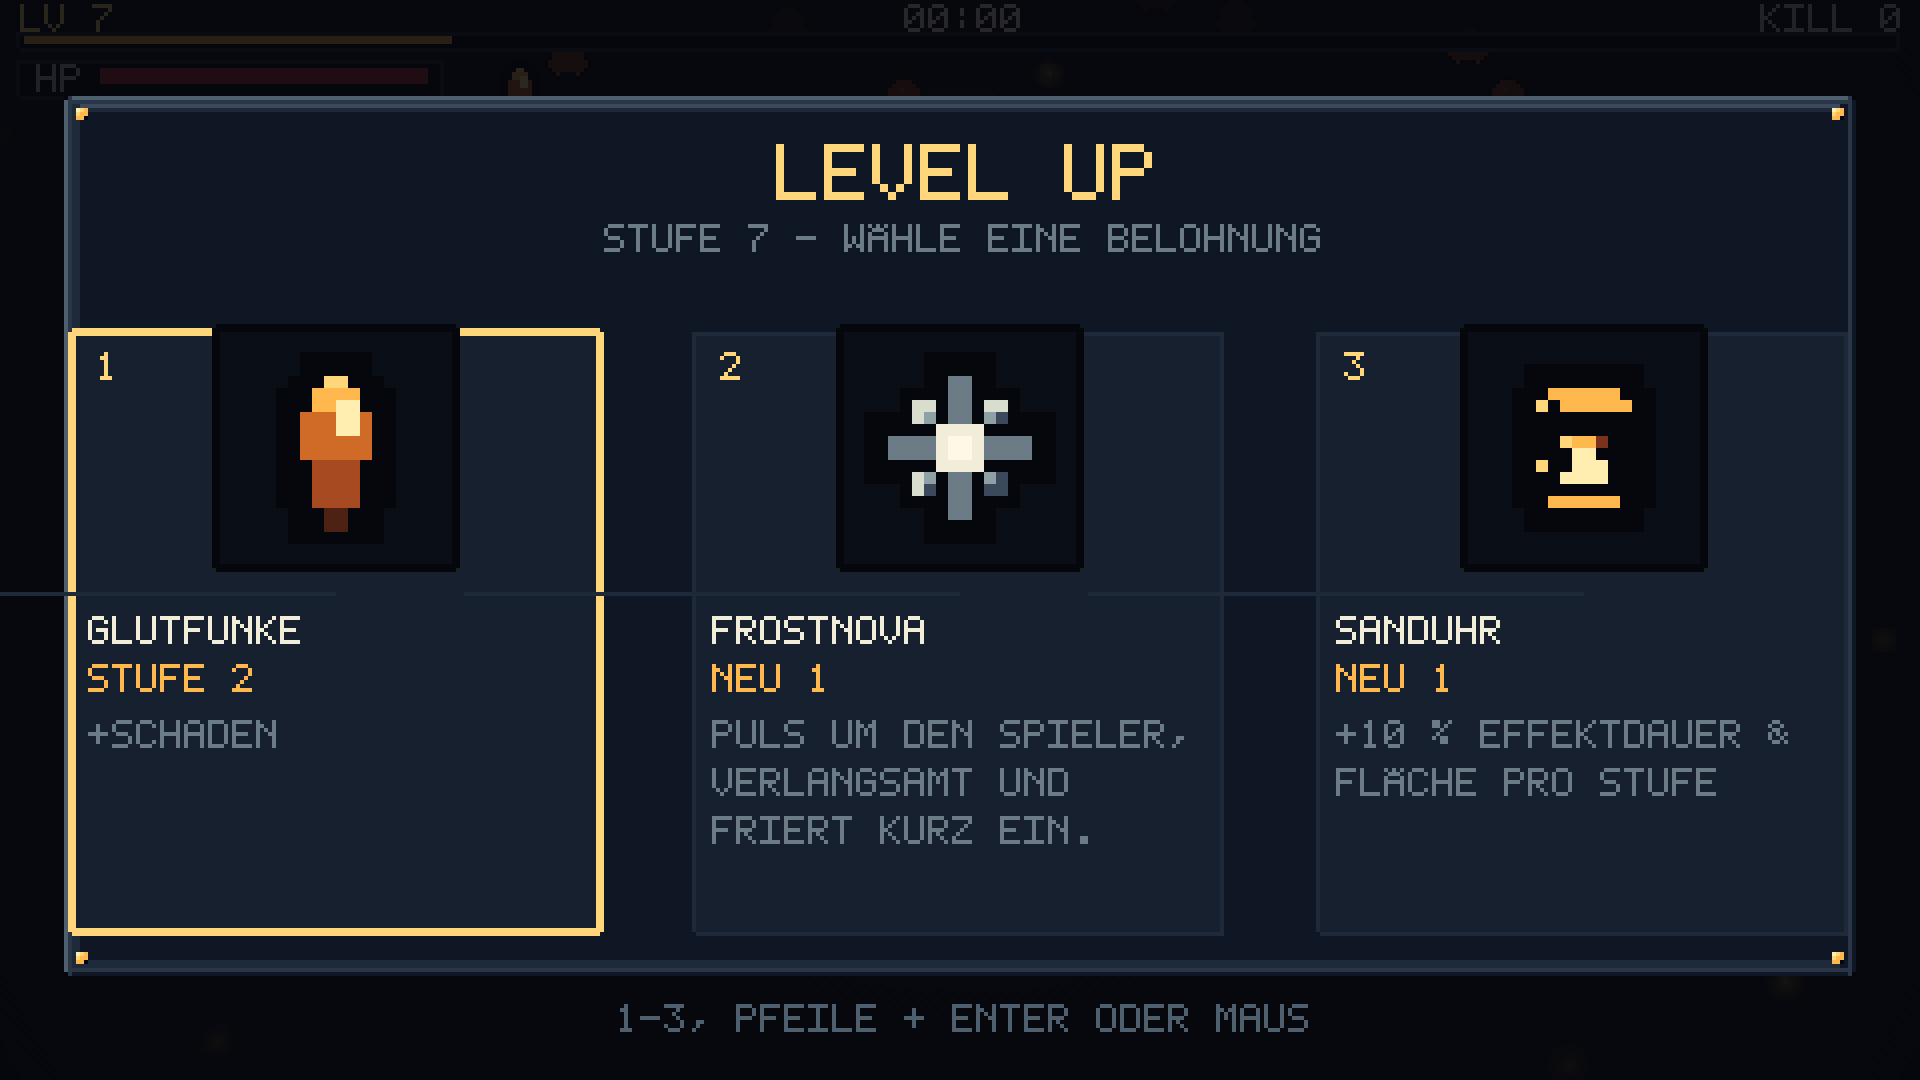 LV 7
00:00
KILL 0
HP
LEVEL UP
STUFE 7 - WÄHLE EINE BELOHNUNG
1
GLUTFUNKE
STUFE 2
+SCHADEN
2
FROSTNOVA
NEU 1
PULS UM DEN SPIELER,
VERLANGSAMT UND
FRIERT KURZ EIN.
3
SANDUHR
NEU 1
+10 % EFFEKTDAUER &
FLÄCHE PRO STUFE
1-3, PFEILE + ENTER ODER MAUS